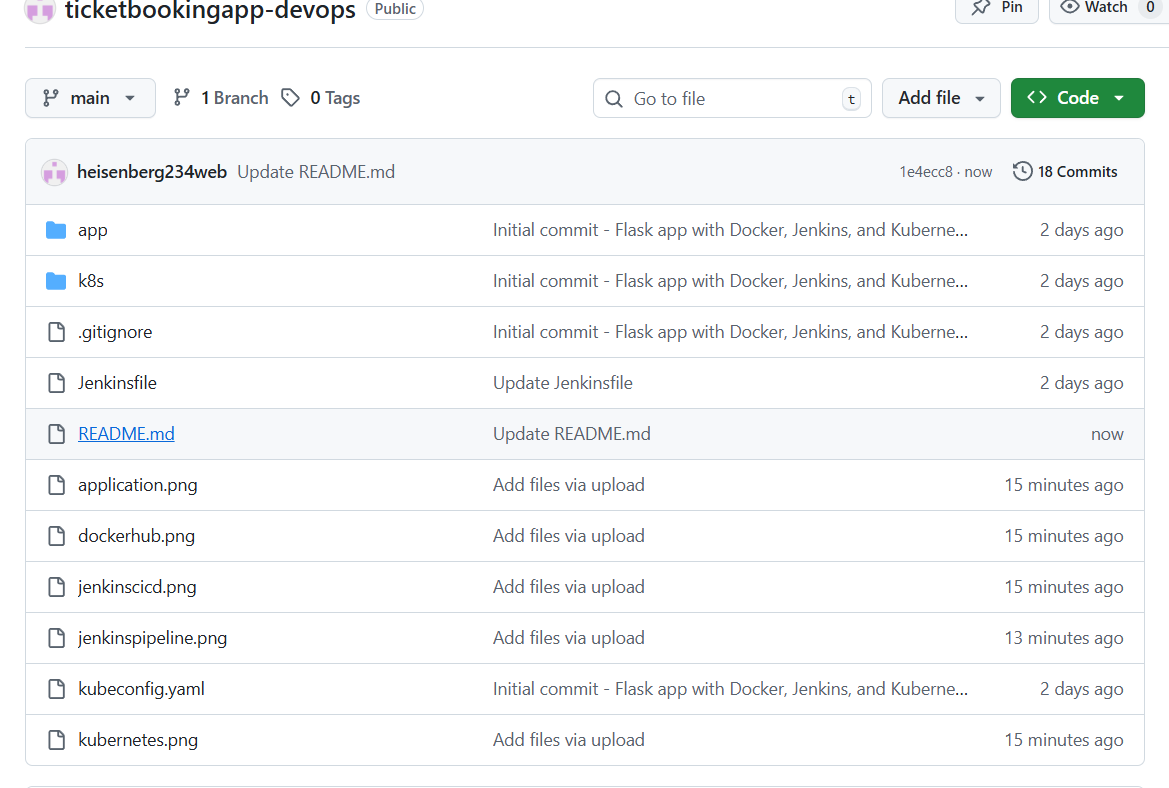 ticketbookingapp-devops Public Pin Watch 0
main 1 Branch 0 Tags Go to file t Add file Code
heisenberg234web Update README.md 1e4ecc8 · now 18 Commits
app Initial commit - Flask app with Docker, Jenkins, and Kuberne... 2 days ago
k8s Initial commit - Flask app with Docker, Jenkins, and Kuberne... 2 days ago
.gitignore Initial commit - Flask app with Docker, Jenkins, and Kuberne... 2 days ago
Jenkinsfile Update Jenkinsfile 2 days ago
README.md Update README.md now
application.png Add files via upload 15 minutes ago
dockerhub.png Add files via upload 15 minutes ago
jenkinscicd.png Add files via upload 15 minutes ago
jenkinspipeline.png Add files via upload 13 minutes ago
kubeconfig.yaml Initial commit - Flask app with Docker, Jenkins, and Kuberne... 2 days ago
kubernetes.png Add files via upload 15 minutes ago